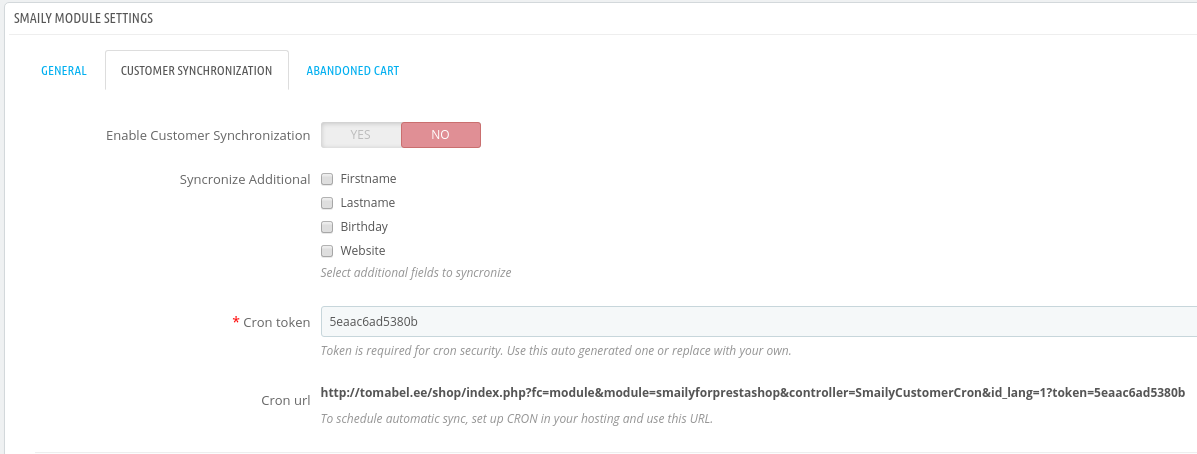 SMAILY MODULE SETTINGS
GENERAL CUSTOMER SYNCHRONIZATION ABANDONED CART
Enable Customer Synchronization YES NO
Syncronize Additional Firstname
Lastname
Birthday
Website
Select additional fields to syncronize
* Cron token 5eaac6ad5380b
Token is required for cron security. Use this auto generated one or replace with your own.
Cron url http://tomabel.ee/shop/index.php?fc=module&module=smailyforprestashop&controller=SmailyCustomerCron&id_lang=1?token=5eaac6ad5380b
To schedule automatic sync, set up CRON in your hosting and use this URL.